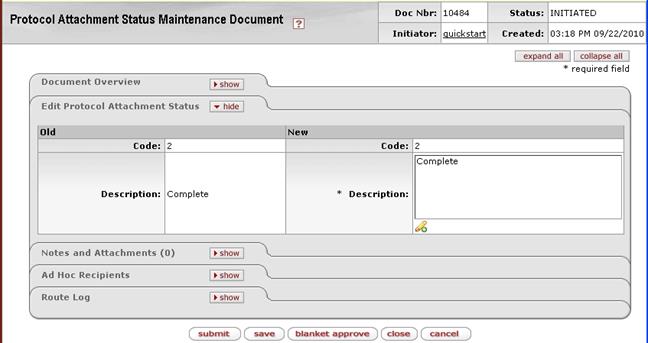 Protocol Attachment Status Maintenance Document ?
Doc Nbr: 10484 Status: INITIATED
Initiator: quickstart Created: 03:18 PM 09/22/2010
expand all collapse all
* required field
Document Overview show
Edit Protocol Attachment Status hide
Old New
Code: 2 Code: 2
Description: Complete * Description: Complete
Notes and Attachments (0) show
Ad Hoc Recipients show
Route Log show
submit save blanket approve close cancel